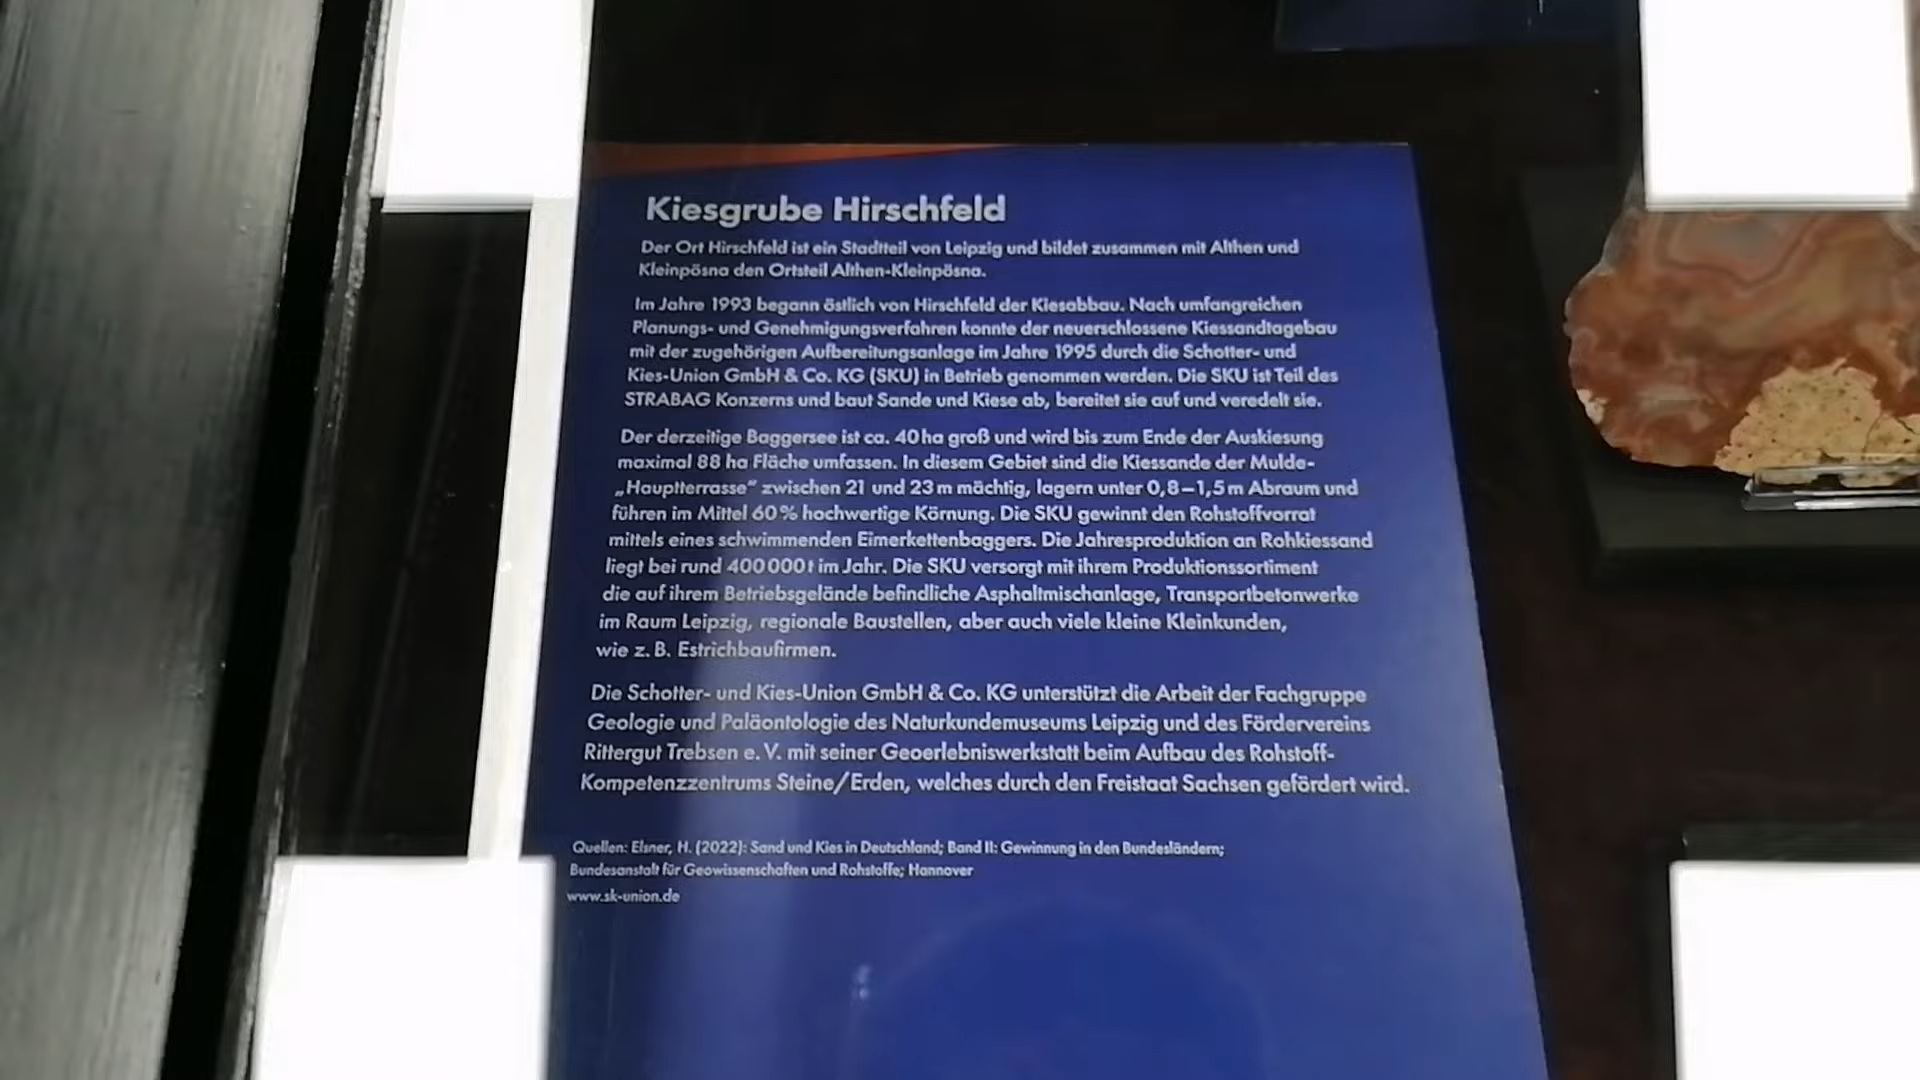 Kiesgrube Hirschfeld
Der Ort Hirschfeld ist ein Stadtteil von Leipzig und bildet zusammen mit Althen und
Kleinpösna den Ortsteil Althen-Kleinpösna.
Im Jahre 1993 begann östlich von Hirschfeld der Kiesabbau. Nach umfangreichen
Planungs- und Genehmigungsverfahren konnte der neuerschlossene Kiessandtagebau
mit der zugehörigen Aufbereitungsanlage im Jahre 1995 durch die Schotter- und
Kies-Union GmbH & Co. KG (SKU) in Betrieb genommen werden. Die SKU ist Teil des
STRABAG Konzerns und baut Sande und Kiese ab, bereitet sie auf und veredelt sie.
Der derzeitige Baggersee ist ca. 40 ha groß und wird bis zum Ende der Auskiesung
maximal 88 ha Fläche umfassen. In diesem Gebiet sind die Kiessande der Mulde-
„Hauptterrasse“ zwischen 21 und 23 m mächtig, lagern unter 0,8–1,5 m Abraum und
führen im Mittel 60 % hochwertige Körnung. Die SKU gewinnt den Rohstoffvorrat
mittels eines schwimmenden Eimerkettenbaggers. Die Jahresproduktion an Rohkiessand
liegt bei rund 400 000 t im Jahr. Die SKU versorgt mit ihrem Produktionssortiment
die auf ihrem Betriebsgelände befindliche Asphaltmischanlage, Transportbetonwerke
im Raum Leipzig, regionale Baustellen, aber auch viele kleine Kleinkunden,
wie z. B. Estrichbaufirmen.
Die Schotter- und Kies-Union GmbH & Co. KG unterstützt die Arbeit der Fachgruppe
Geologie und Paläontologie des Naturkundemuseums Leipzig und des Fördervereins
Rittergut Trebsen e. V. mit seiner Geoerlebniswerkstatt beim Aufbau des Rohstoff-
Kompetenzzentrums Steine/Erden, welches durch den Freistaat Sachsen gefördert wird.
Quellen: Elsner, H. (2022): Sand und Kies in Deutschland; Band II: Gewinnung in den Bundesländern;
Bundesanstalt für Geowissenschaften und Rohstoffe; Hannover
www.sk-union.de